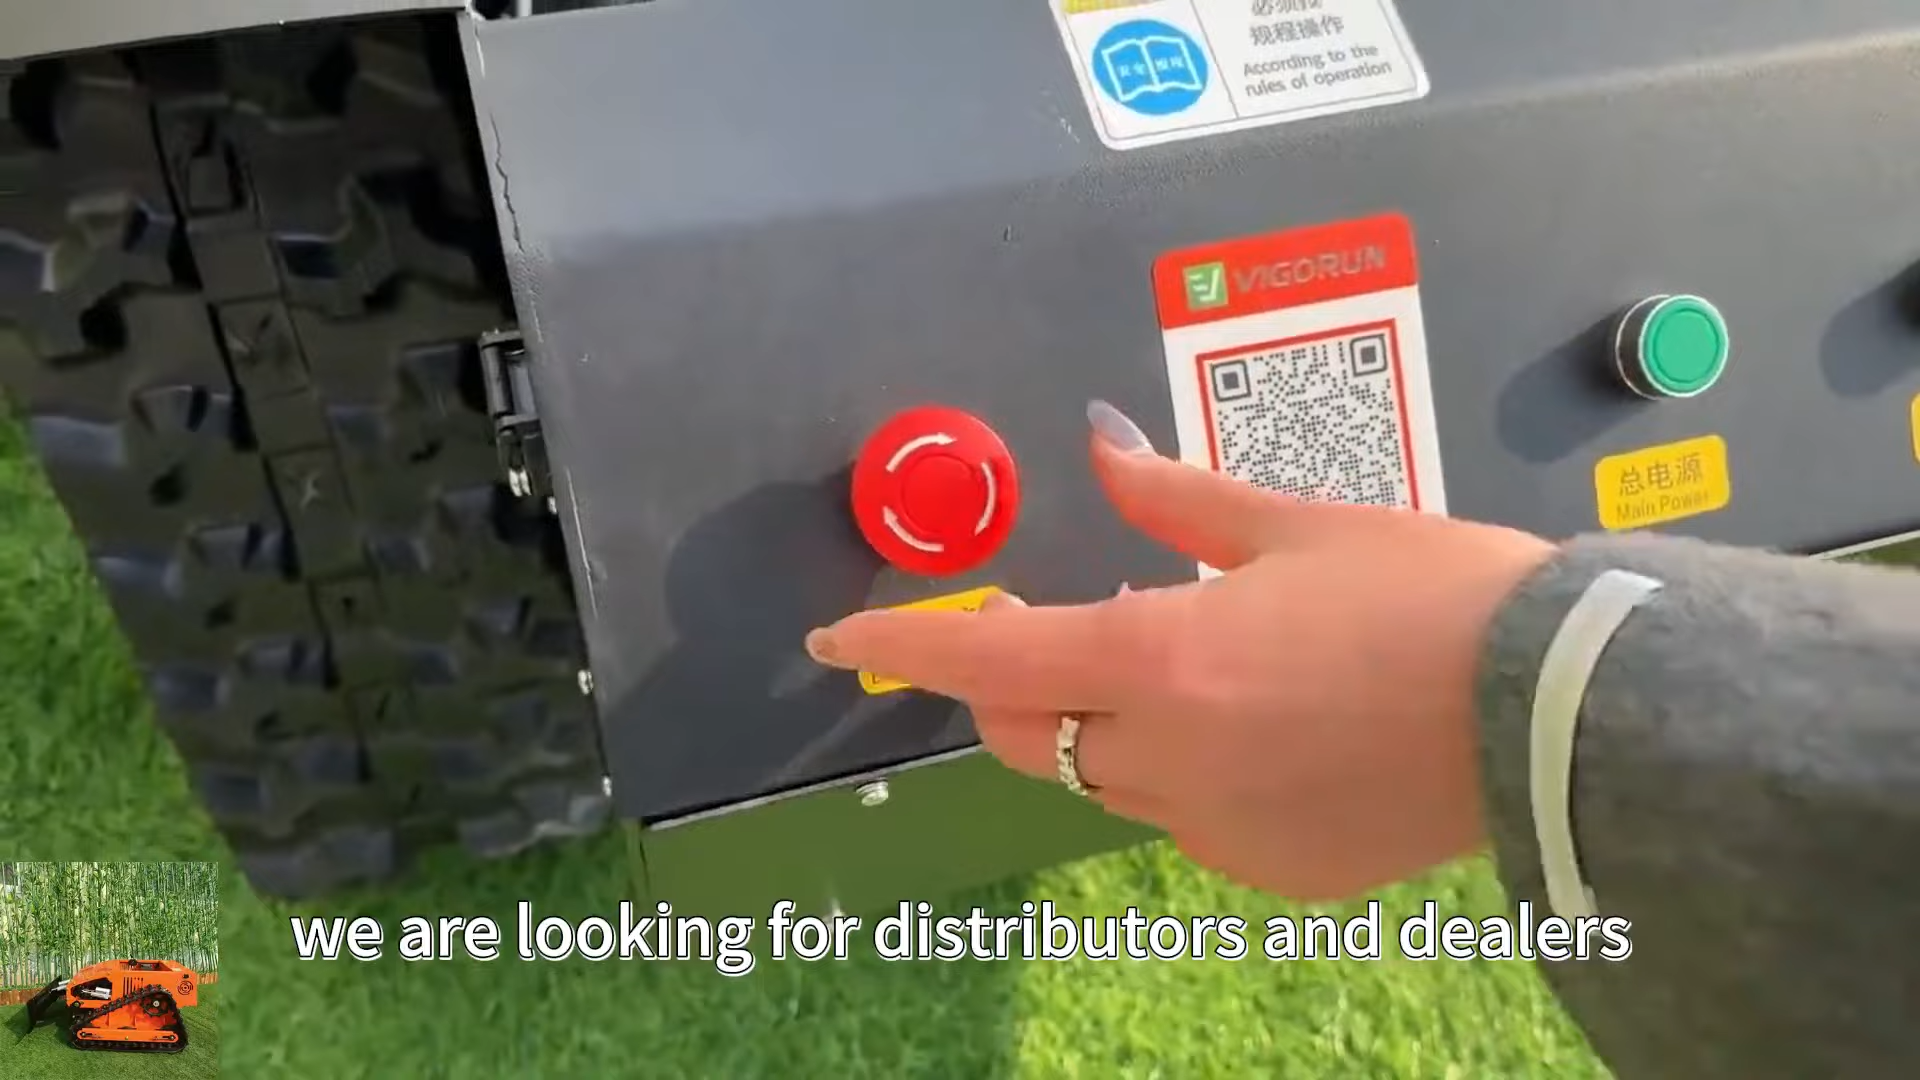 规程操作
According to the
rules of operation
VIGORUN
总电源
Main Power
we are looking for distributors and dealers